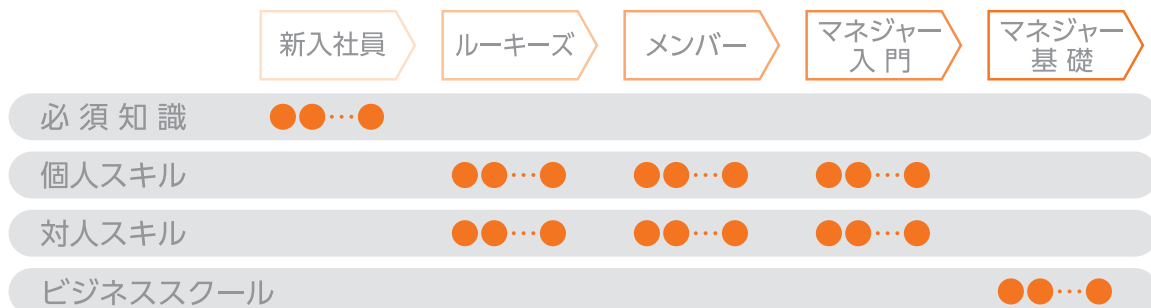 新入社員
ルーキーズ
メンバー
マネジャー
入 門
マネジャー
基 礎
必 須 知 識
●●…●
個人スキル
●●…● ●●…● ●●…●
対人スキル
●●…● ●●…● ●●…●
ビジネススクール
●●…●